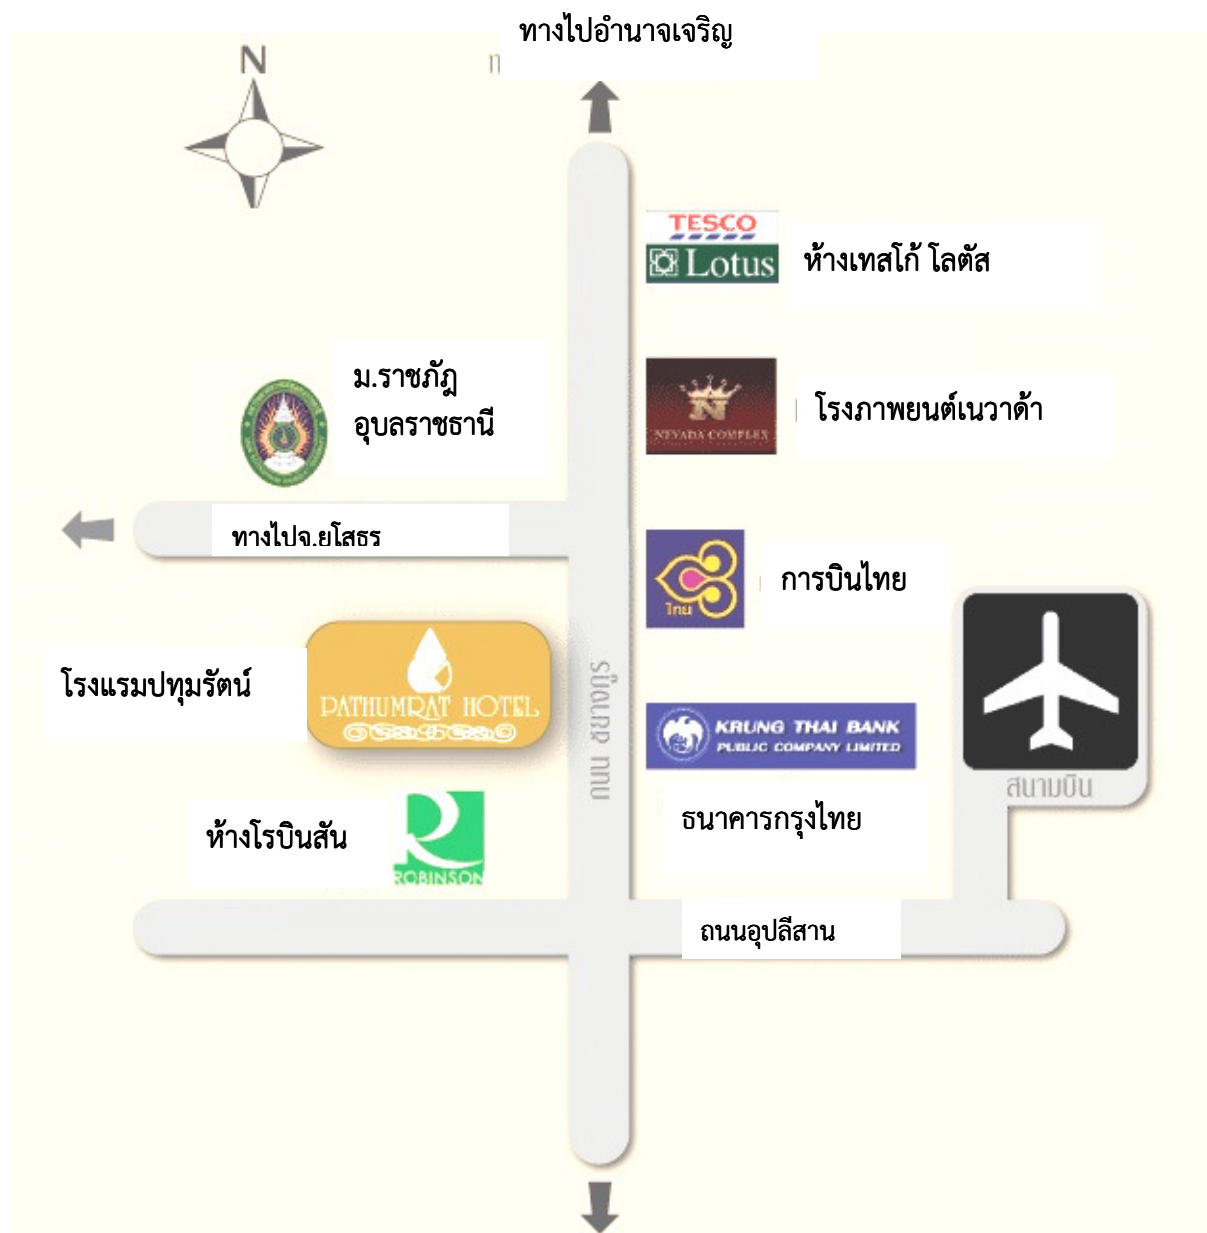 ทางไปอำนาจเจริญ
N
TESCO
Lotus
ห้างเทสโก้ โลตัส
ม.ราชภัฎ
อุบลราชธานี
N
NEVADA COMPLEX
โรงภาพยนต์เนวาด้า
ทางไปจ.ยโสธร
ไทย
การบินไทย
โรงแรมปทุมรัตน์
PATHUMRAT HOTEL
ถนน ชยางกูร
KRUNG THAI BANK
PUBLIC COMPANY LIMITED
สนามบิน
ห้างโรบินสัน
R
ROBINSON
ธนาคารกรุงไทย
ถนนอุปลีสาน